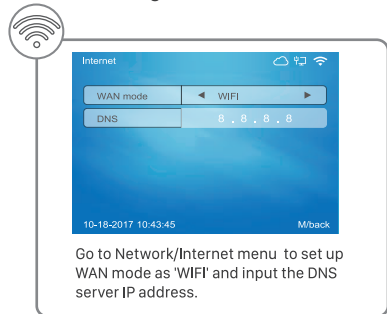 Internet
WAN mode ◄ WIFI ►
DNS 8 . 8 . 8 . 8
10-18-2017 10:43:45 M/back
Go to Network/Internet menu to set up
WAN mode as 'WIFI' and input the DNS
server IP address.